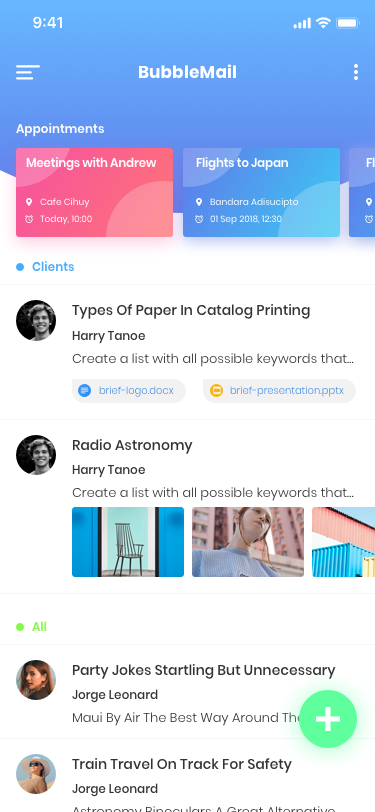 9:41
BubbleMail
Appointments
Meetings with Andrew
Cafe Cihuy
Today, 10:00
Flights to Japan
Bandara Adisucipto
01 Sep 2018, 12:30
Fl
Clients
Types Of Paper In Catalog Printing
Harry Tanoe
Create a list with all possible keywords that...
brief-logo.docx
brief-presentation.pptx
Radio Astronomy
Harry Tanoe
Create a list with all possible keywords that...
All
Party Jokes Startling But Unnecessary
Jorge Leonard
Maui By Air The Best Way Around The
Train Travel On Track For Safety
Jorge Leonard
Astronomy Binoculars A Great Alternative